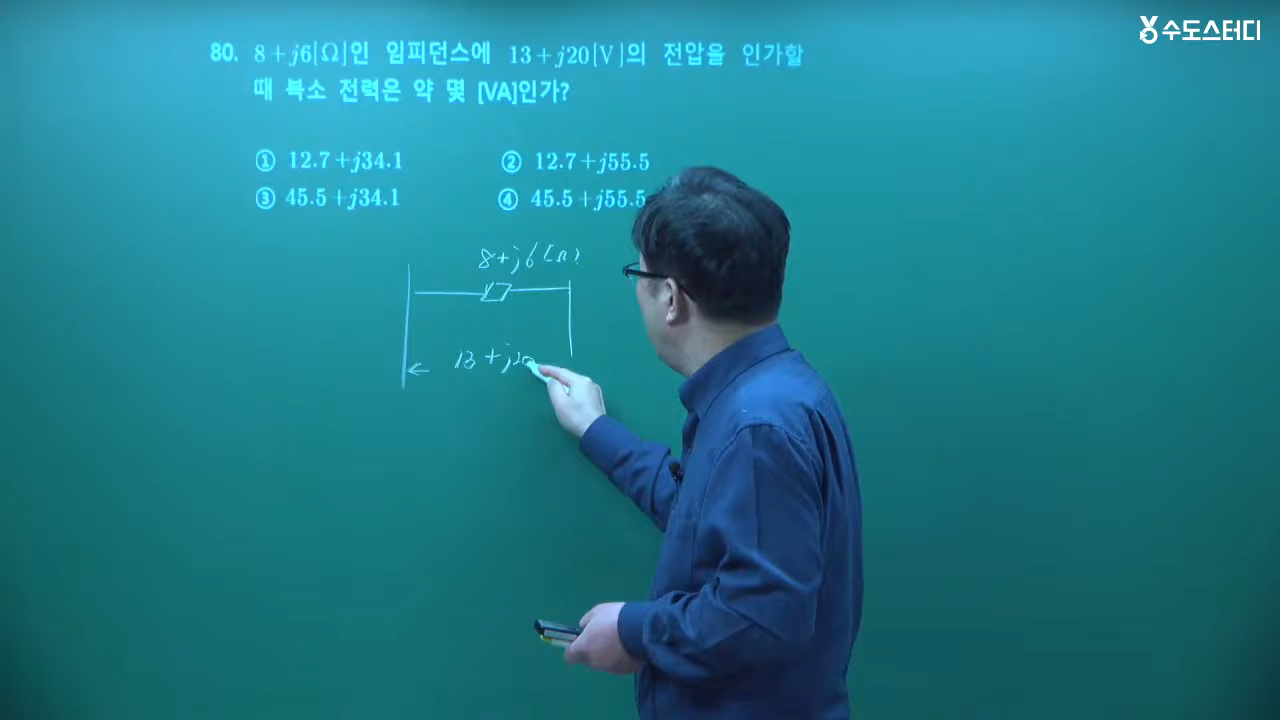 수도스터디
80. 8+j6[Ω]인 임피던스에 13+j20[V]의 전압을 인가할
때 복소 전력은 약 몇 [VA]인가?
① 12.7+j34.1 ② 12.7+j55.5
③ 45.5+j34.1 ④ 45.5+j55.5
8+j6[Ω]
13+j20